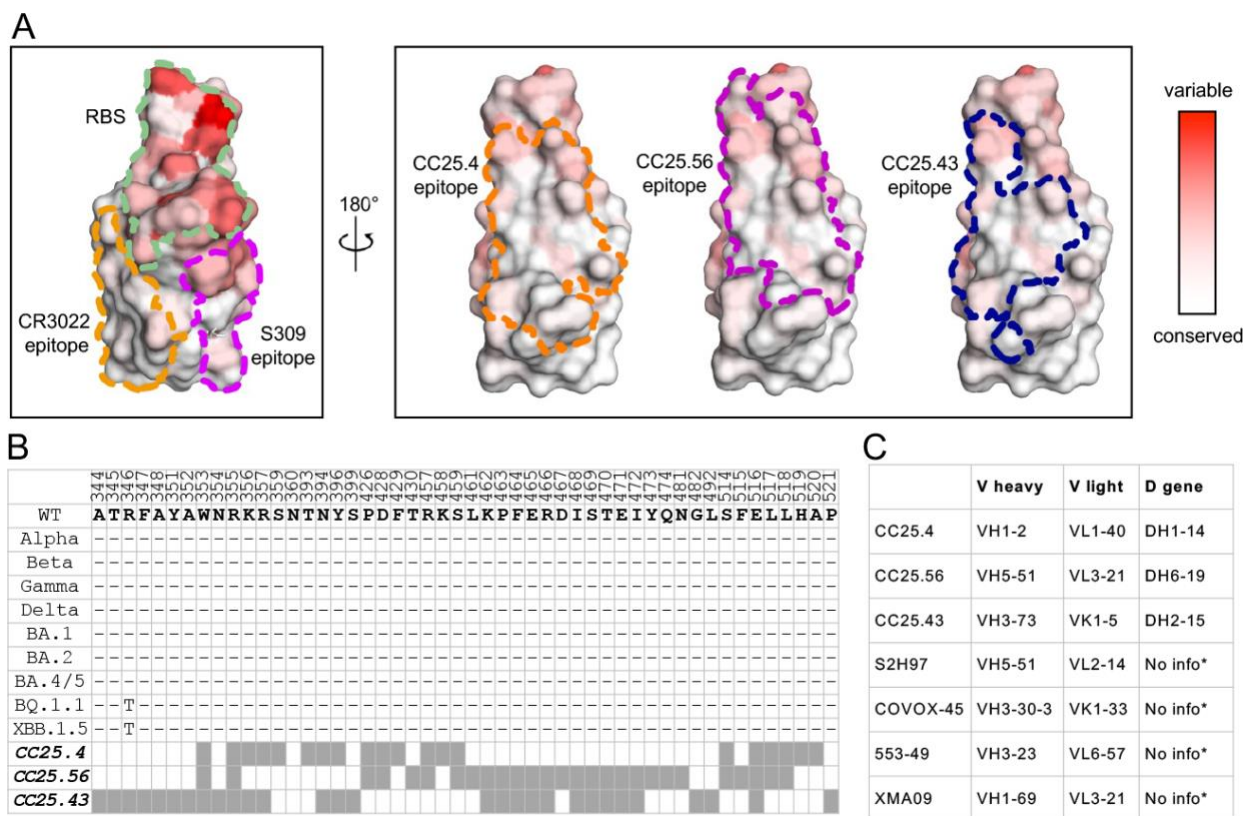 A
RBS
CR3022
epitope
S309
epitope
180°
CC25.4
epitope
CC25.56
epitope
CC25.43
epitope
variable
conserved
B
344 345 346 347 348 351 352 353 354 355 356 357 359 360 393 394 396 399 426 428 429 430 457 458 459 461 462 463 464 465 466 467 468 469 470 471 472 473 474 481 482 492 514 515 516 517 518 519 520 521
WT A T R F A Y A W N R K R S N T N Y S P D F T R K S L K P F E R D I S T E I Y Q N G L S F E L L H A P
Alpha - - - - - - - - - - - - - - - - - - - - - - - - - - - - - - - - - - - - - - - - - - - - - - - - - -
Beta - - - - - - - - - - - - - - - - - - - - - - - - - - - - - - - - - - - - - - - - - - - - - - - - - -
Gamma - - - - - - - - - - - - - - - - - - - - - - - - - - - - - - - - - - - - - - - - - - - - - - - - - -
Delta - - - - - - - - - - - - - - - - - - - - - - - - - - - - - - - - - - - - - - - - - - - - - - - - - -
BA.1 - - - - - - - - - - - - - - - - - - - - - - - - - - - - - - - - - - - - - - - - - - - - - - - - - -
BA.2 - - - - - - - - - - - - - - - - - - - - - - - - - - - - - - - - - - - - - - - - - - - - - - - - - -
BA.4/5 - - - - - - - - - - - - - - - - - - - - - - - - - - - - - - - - - - - - - - - - - - - - - - - - - -
BQ.1.1 - - T - - - - - - - - - - - - - - - - - - - - - - - - - - - - - - - - - - - - - - - - - - - - - - -
XBB.1.5 - - T - - - - - - - - - - - - - - - - - - - - - - - - - - - - - - - - - - - - - - - - - - - - - - -
CC25.4
CC25.56
CC25.43
C
V heavy V light D gene
CC25.4 VH1-2 VL1-40 DH1-14
CC25.56 VH5-51 VL3-21 DH6-19
CC25.43 VH3-73 VK1-5 DH2-15
S2H97 VH5-51 VL2-14 No info*
COVOX-45 VH3-30-3 VK1-33 No info*
553-49 VH3-23 VL6-57 No info*
XMA09 VH1-69 VL3-21 No info*